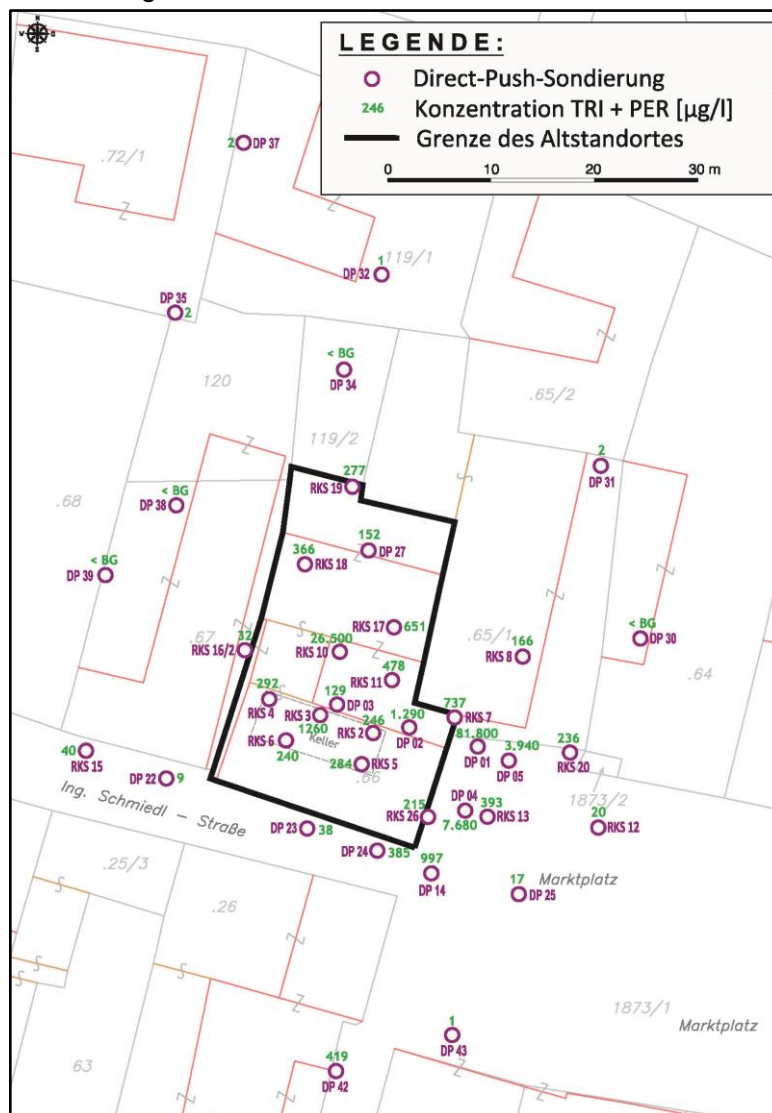 N
W O
S
LEGENDE:
Direct-Push-Sondierung
246 Konzentration TRI + PER [µg/l]
Grenze des Altstandortes
0 10 20 30 m
2 DP 37
.72/1
Z
Z
1
DP 32
119/1
DP 35
2
Z
< BG
DP 34
120
.65/2
119/2
Z
S
277
RKS 19
2
DP 31
.68
< BG
DP 38
Z
152
DP 27
366
RKS 18
< BG
DP 39
Z
Z
RKS 17 651
.65/1
< BG
DP 30
.67
Z
32
RKS 16/2
26.500
RKS 10
RKS 8
166
.64
478
RKS 11
292
RKS 4
129
DP 03
RKS 3
1260
737
RKS 7
1.290
DP 02
246
RKS 2
Keller
RKS 6
240
284
RKS 5
.66
81.800
DP 01
3.940
DP 05
236
RKS 20
40
RKS 15
DP 22 9
Ing. Schmiedl – Straße
1873/2
215
RKS 26
DP 04
7.680
393
RKS 13
20
RKS 12
DP 23 38
DP 24 385
.25/3
997
DP 14
17
DP 25
Marktplatz
S
.26
Z
S
S
S
Z
1873/1
Marktplatz
1
DP 43
63
419
DP 42
Z
Z
Z